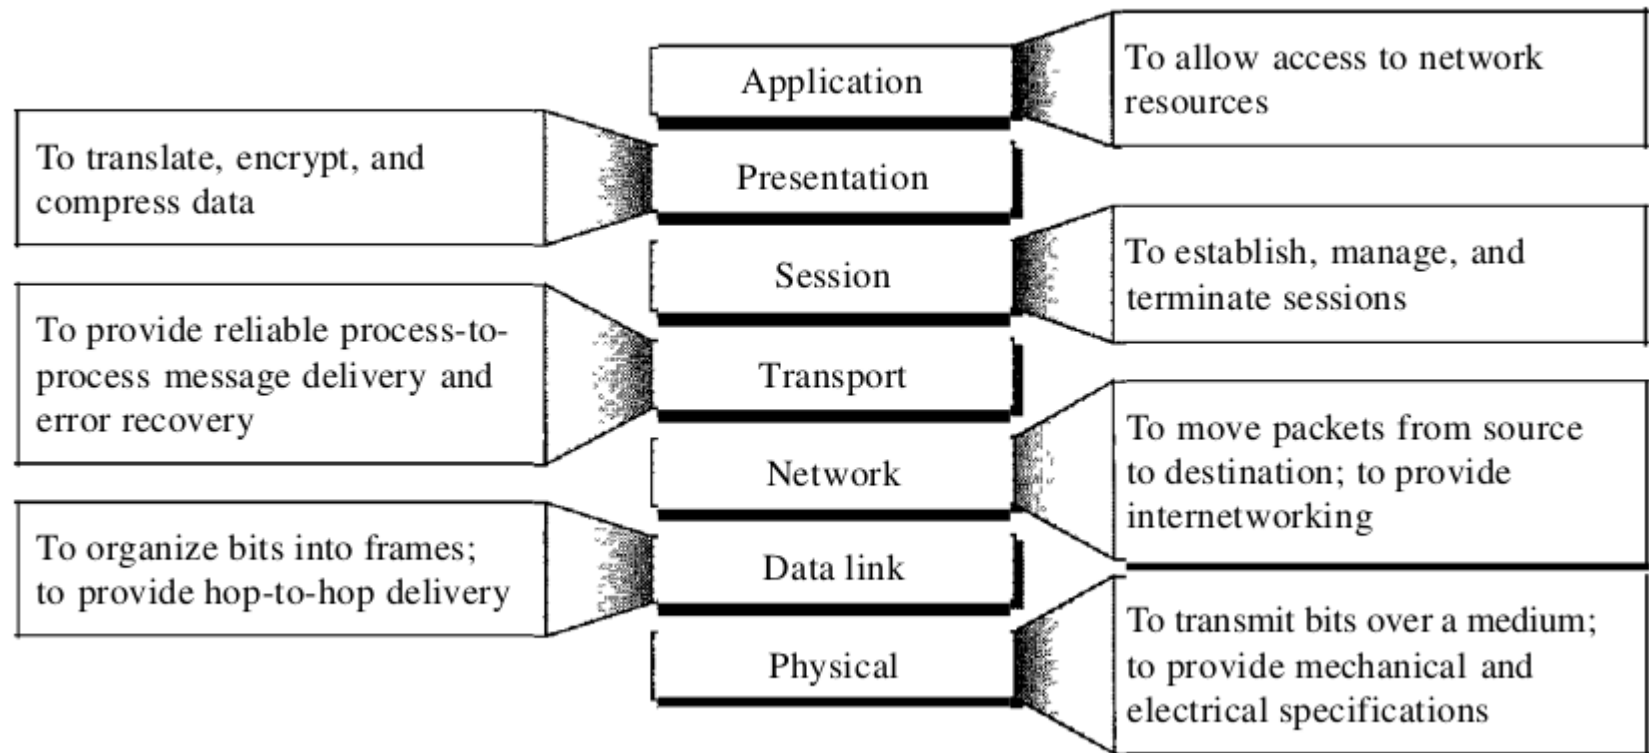 Application
To allow access to network
resources
To translate, encrypt, and
compress data
Presentation
Session
To establish, manage, and
terminate sessions
To provide reliable process-to-
process message delivery and
error recovery
Transport
Network
To move packets from source
to destination; to provide
internetworking
To organize bits into frames;
to provide hop-to-hop delivery
Data link
Physical
To transmit bits over a medium;
to provide mechanical and
electrical specifications